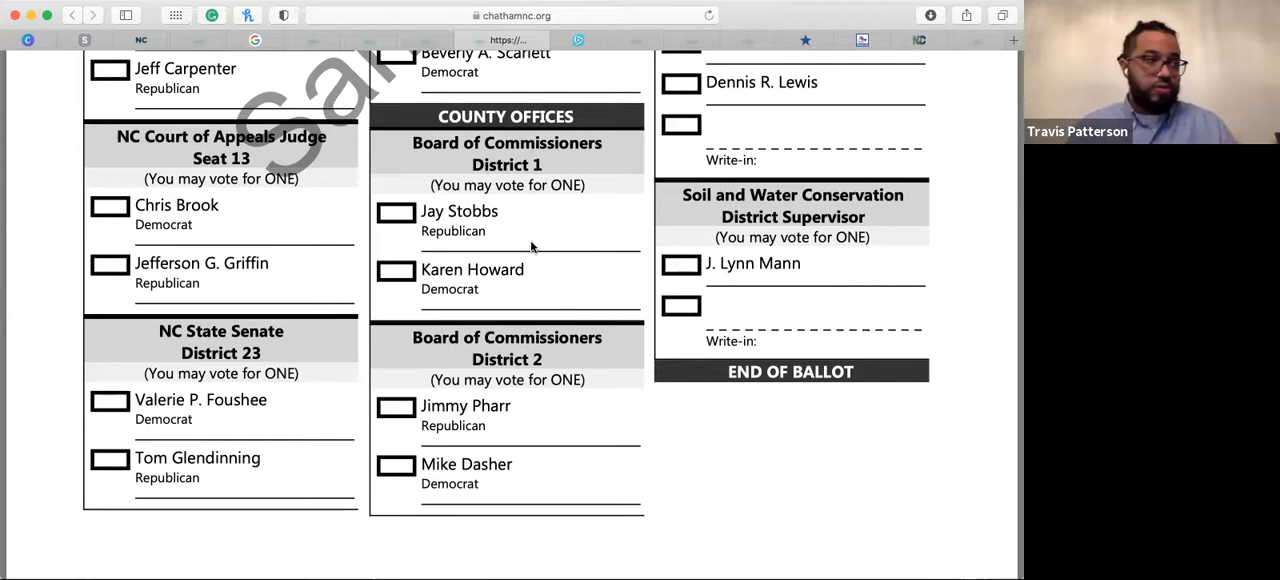 chathamnc.org
NC
https://...
Jeff Carpenter
Republican
NC Court of Appeals Judge
Seat 13
(You may vote for ONE)
Chris Brook
Democrat
Jefferson G. Griffin
Republican
NC State Senate
District 23
(You may vote for ONE)
Valerie P. Foushee
Democrat
Tom Glendinning
Republican
Beverly A. Scarlett
Democrat
COUNTY OFFICES
Board of Commissioners
District 1
(You may vote for ONE)
Jay Stobbs
Republican
Karen Howard
Democrat
Board of Commissioners
District 2
(You may vote for ONE)
Jimmy Pharr
Republican
Mike Dasher
Democrat
Dennis R. Lewis
Write-in:
Soil and Water Conservation
District Supervisor
(You may vote for ONE)
J. Lynn Mann
Write-in:
END OF BALLOT
Travis Patterson